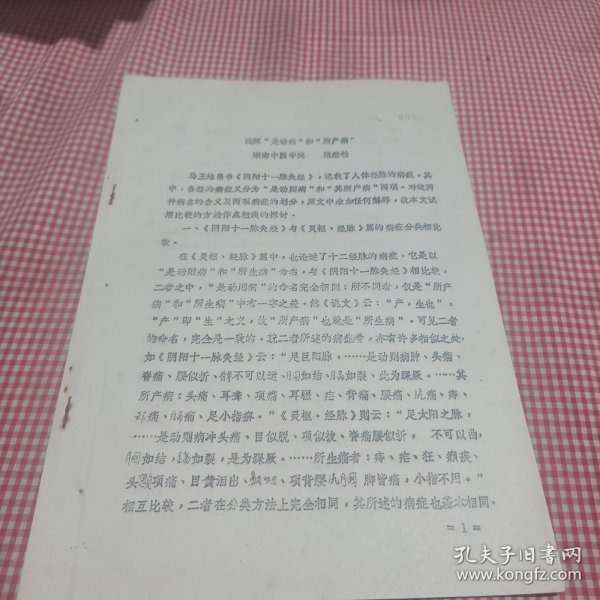 浅探“是动病”和“所产病”
湖南中医学院
马王堆帛书《阴阳十一脉灸经》，记载了人体经脉的病症，其
中，各经的病症又分为“是动则病”和“其所产病”两项。对这两
种病名的含义及两项病症的划分，原文中未加任何解释，故本文试
用比较的方法作点粗浅的探讨。
一、《阴阳十一脉灸经》与《灵枢、经脉》篇的病症分类相比
较。
在《灵枢、经脉》篇中，也论述了十二经脉的病症，它是以
“是动则病”和“所生病”命名，与《阴阳十一脉灸经》相比较，
二者之中，“是动则病”的命名完全相同；所不同者，仅是“所产
病”和“所生病”中有一字之差。然《说文》云：“产，生也”，
“产”即“生”之义，故“所产病”也就是“所生病”。可见二者
的命名，完全是一致的。就二者所述的病症看，亦有许多相似之处，
如《阴阳十一脉灸经》云：“足巨阳脉，……是动则病肿、头痛、
脊痛、腰似折，髀不可以运、腘如结、腨如裂，此为踝厥。……其
所产病：头痛、耳聋、项痛、耳彊、疟、背痛、腰痛、尻痛、痔、
郄痛、腨痛、足小指痹。”《灵枢·经脉》则云：“足太阳之脉，
……是动则病冲头痛、目似脱、项似拔、脊痛腰似折， 不可以曲，
腘如结，腨如裂，是为踝厥。……所生病者：痔、疟、狂、癫疾、
头囟项痛、目黄泪出、鼽衄、项背腰尻腘腨 脚皆痛，小指不用。”
相互比较，二者在分类方法上完全相同，其所述的病症也基本相同。
=1=
孔夫子旧书网
www.kongfz.com